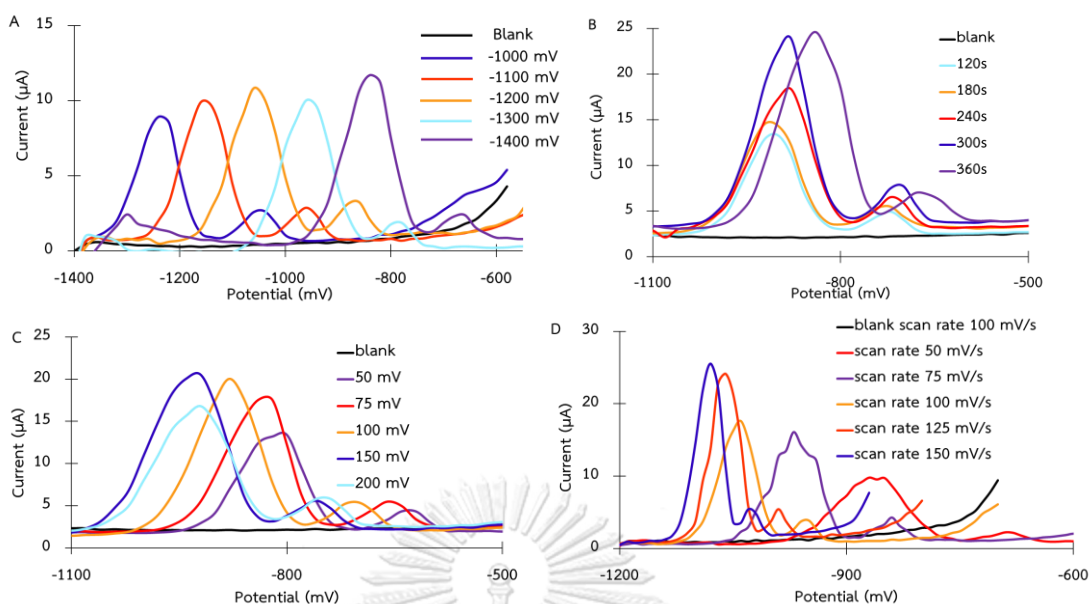 A
15
10
5
0
Current (µA)
-1400
-1200
-1000
-800
-600
Potential (mV)
Blank
-1000 mV
-1100 mV
-1200 mV
-1300 mV
-1400 mV
B
25
20
15
10
5
0
Current (µA)
-1100
-800
-500
Potential (mV)
blank
120s
180s
240s
300s
360s
C
25
20
15
10
5
0
Current (µA)
-1100
-800
-500
Potential (mV)
blank
50 mV
75 mV
100 mV
150 mV
200 mV
D
30
20
10
0
Current (µA)
-1200
-900
-600
Potential (mV)
blank scan rate 100 mV/s
scan rate 50 mV/s
scan rate 75 mV/s
scan rate 100 mV/s
scan rate 125 mV/s
scan rate 150 mV/s